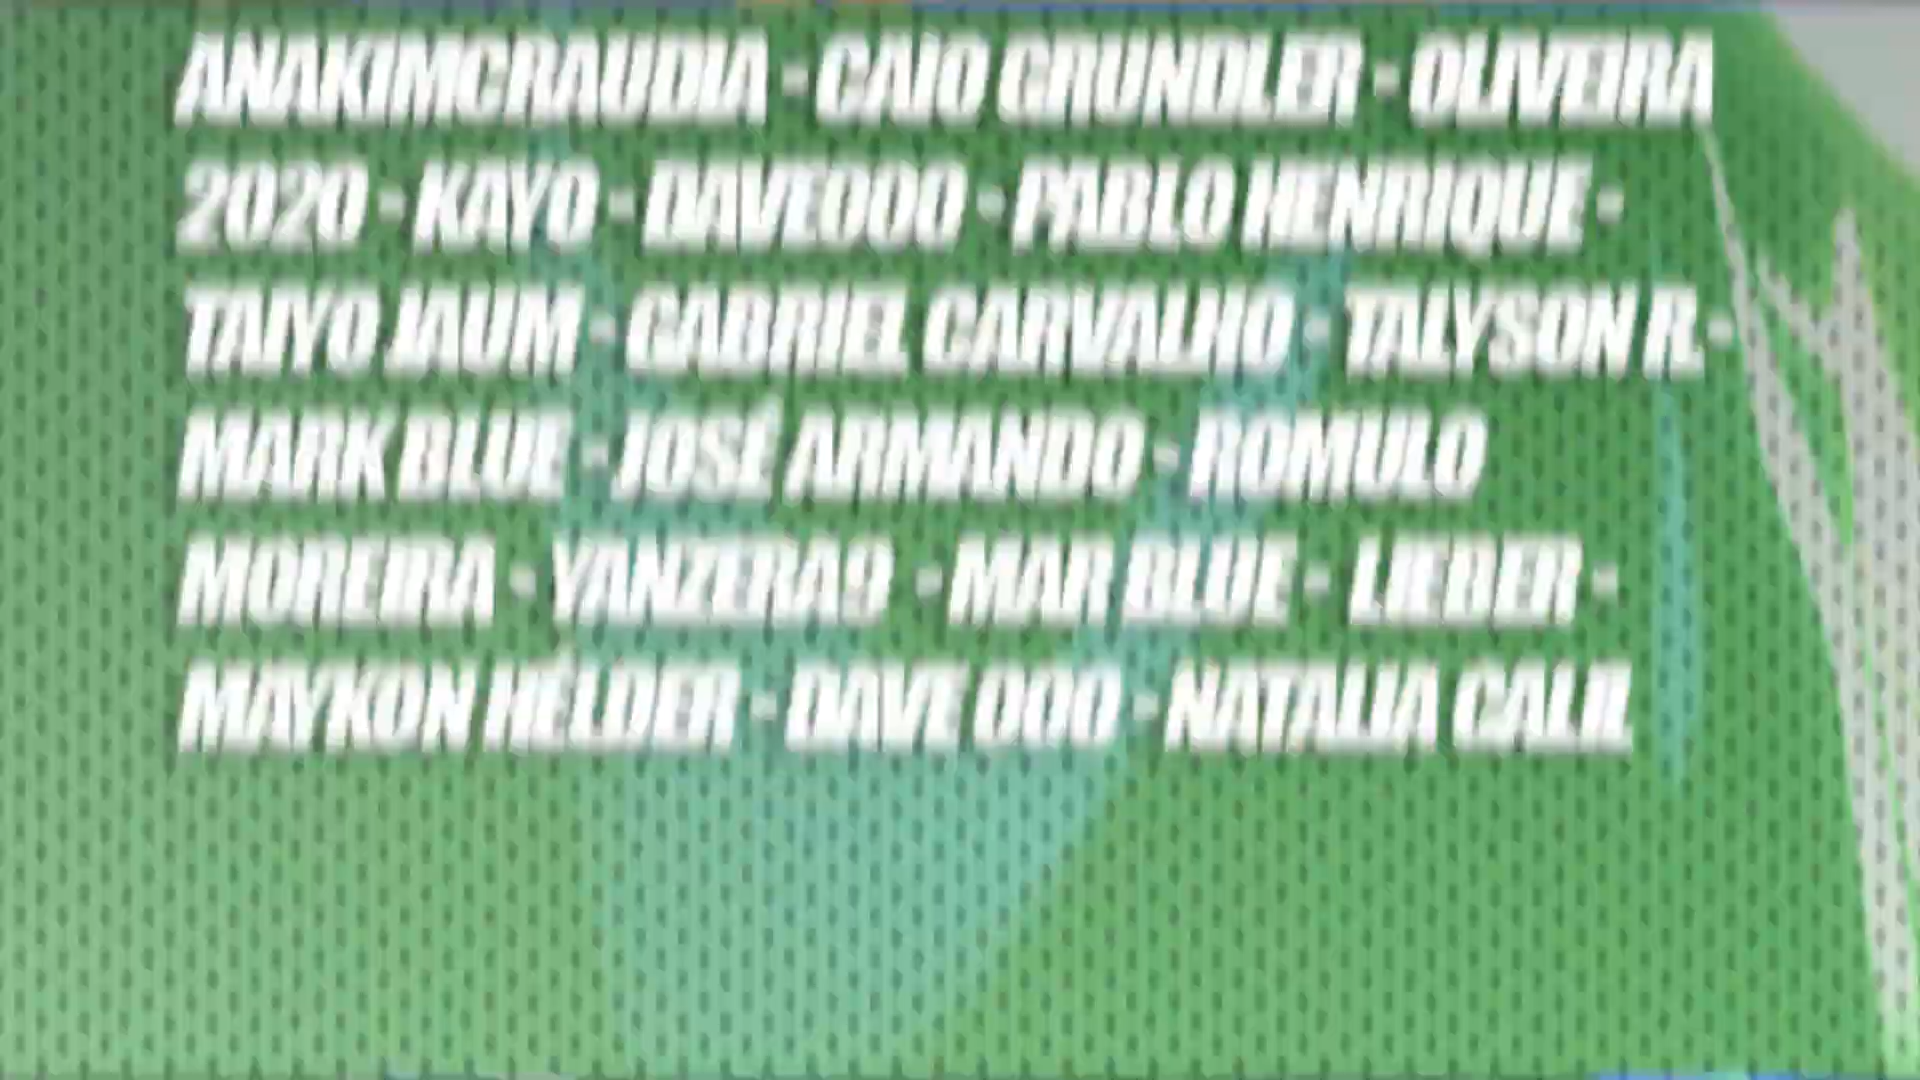 ANAKIMCRAUDIA • CAIO GRUNDLER • OLIVEIRA
2020 • KAYO • DAVEOOO • PABLO HENRIQUE •
TAIYO JAUM • GABRIEL CARVALHO • TALYSON R. •
MARK BLUE • JOSÉ ARMANDO • ROMULO
MOREIRA • YANZERA9 • MAR BLUE • LIEBER •
MAYKON HÉLDER • DAVE OOO • NATALIA CALIL